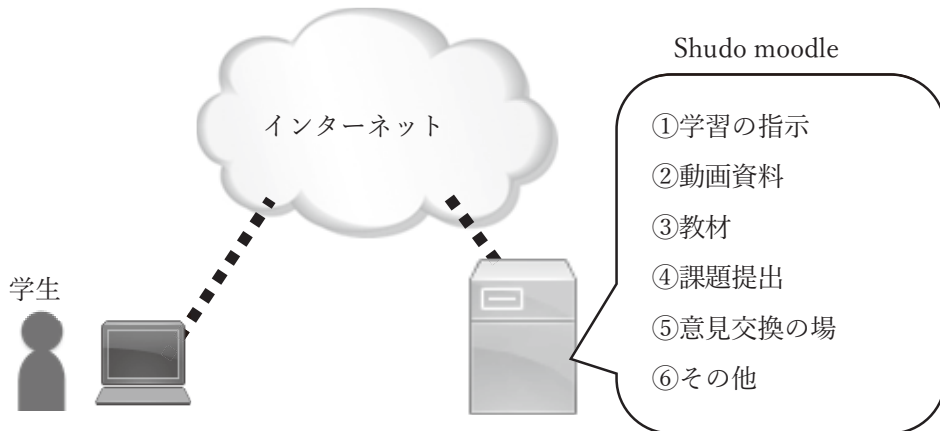 Shudo moodle
インターネット
①学習の指示
②動画資料
③教材
④課題提出
⑤意見交換の場
⑥その他
学生